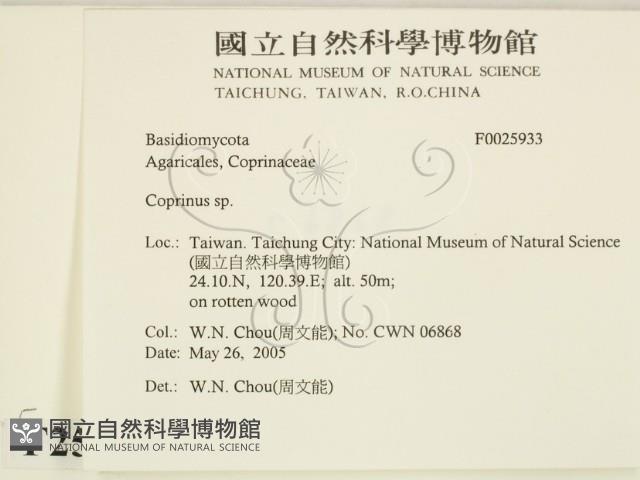 國立自然科學博物館
NATIONAL MUSEUM OF NATURAL SCIENCE
TAICHUNG, TAIWAN, R.O.CHINA
Basidiomycota F0025933
Agaricales, Coprinaceae
Coprinus sp.
Loc.: Taiwan. Taichung City: National Museum of Natural Science
(國立自然科學博物館)
24.10.N, 120.39.E; alt. 50m;
on rotten wood
Col.: W.N. Chou(周文能); No. CWN 06868
Date: May 26, 2005
Det.: W.N. Chou(周文能)
國立自然科學博物館
NATIONAL MUSEUM OF NATURAL SCIENCE